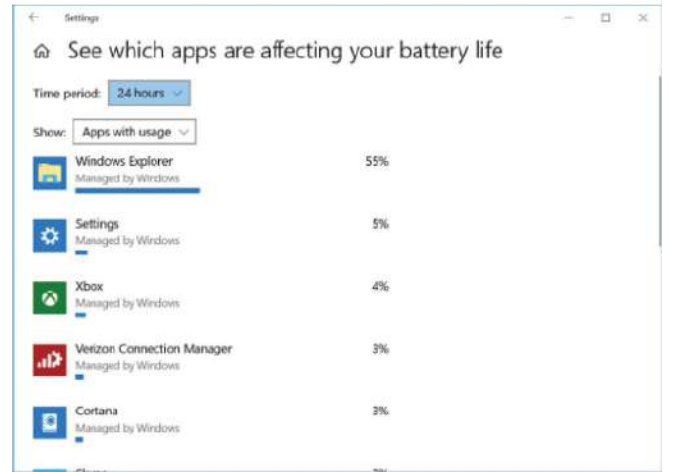 Settings
See which apps are affecting your battery life
Time period: 24 hours
Show: Apps with usage
Windows Explorer 55%
Managed by Windows
Settings 5%
Managed by Windows
Xbox 4%
Managed by Windows
Verizon Connection Manager 3%
Managed by Windows
Cortana 3%
Managed by Windows